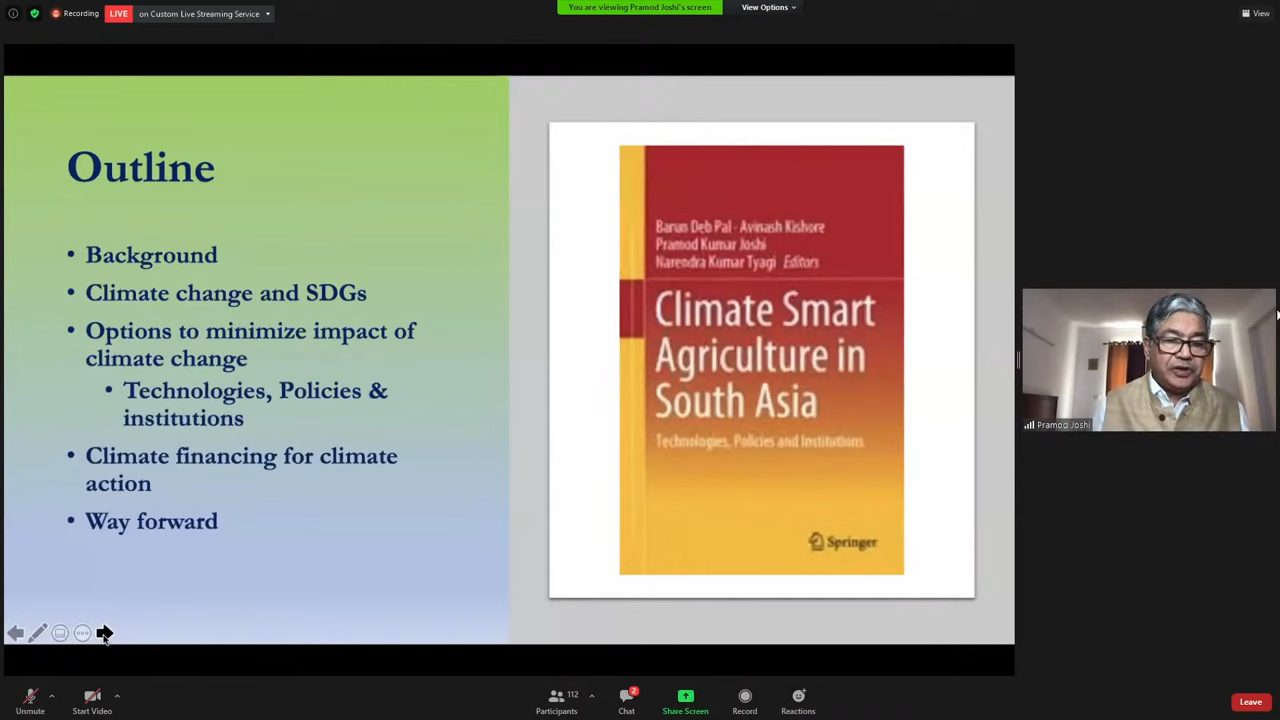 Recording
LIVE
on Custom Live Streaming Service
You are viewing Pramod Joshi's screen
View Options
View
Outline
• Background
• Climate change and SDGs
• Options to minimize impact of
climate change
• Technologies, Policies &
institutions
• Climate financing for climate
action
• Way forward
Barun Deb Pal · Avinash Kishore
Pramod Kumar Joshi
Narendra Kumar Tyagi Editors
Climate Smart
Agriculture in
South Asia
Technologies, Policies and Institutions
Springer
Pramod Joshi
Unmute
Start Video
Participants
112
Chat
2
Share Screen
Record
Reactions
Leave